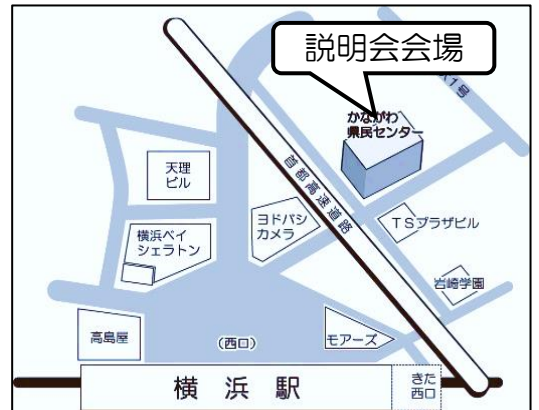 説明会会場
1号
かながわ
県民センター
首都高速道路
天理
ビル
ヨドバシ
カメラ
TSプラザビル
横浜ベイ
シェラトン
岩崎学園
高島屋
(西口)
モアーズ
横浜駅
きた
西口